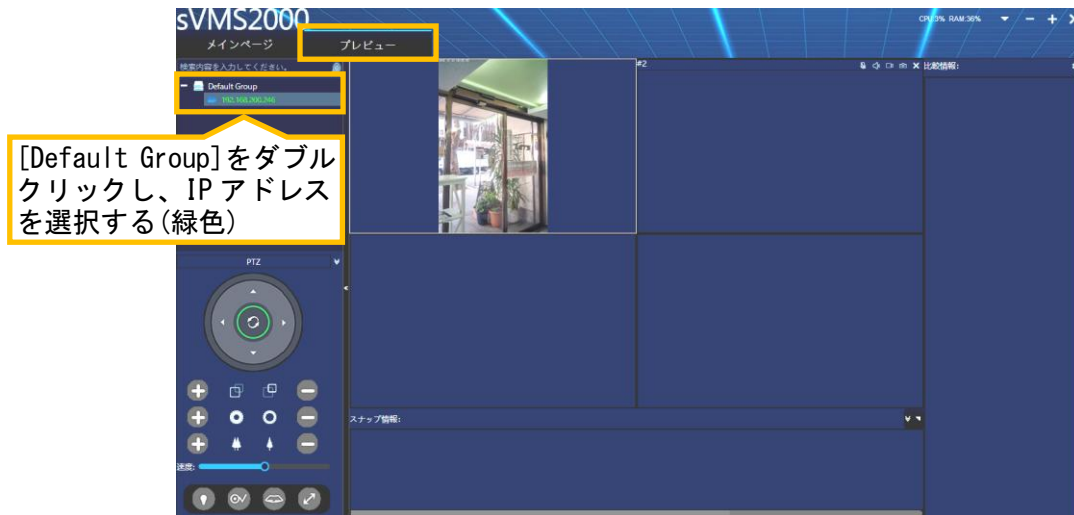 sVMS2000
CPU:3% RAM:36%
メインページ
プレビュー
検索内容を入力してください。
#2
比較情報:
Default Group
192.168.200.246
[Default Group]をダブル
クリックし、IPアドレス
を選択する(緑色)
PTZ
スナップ情報:
速度: